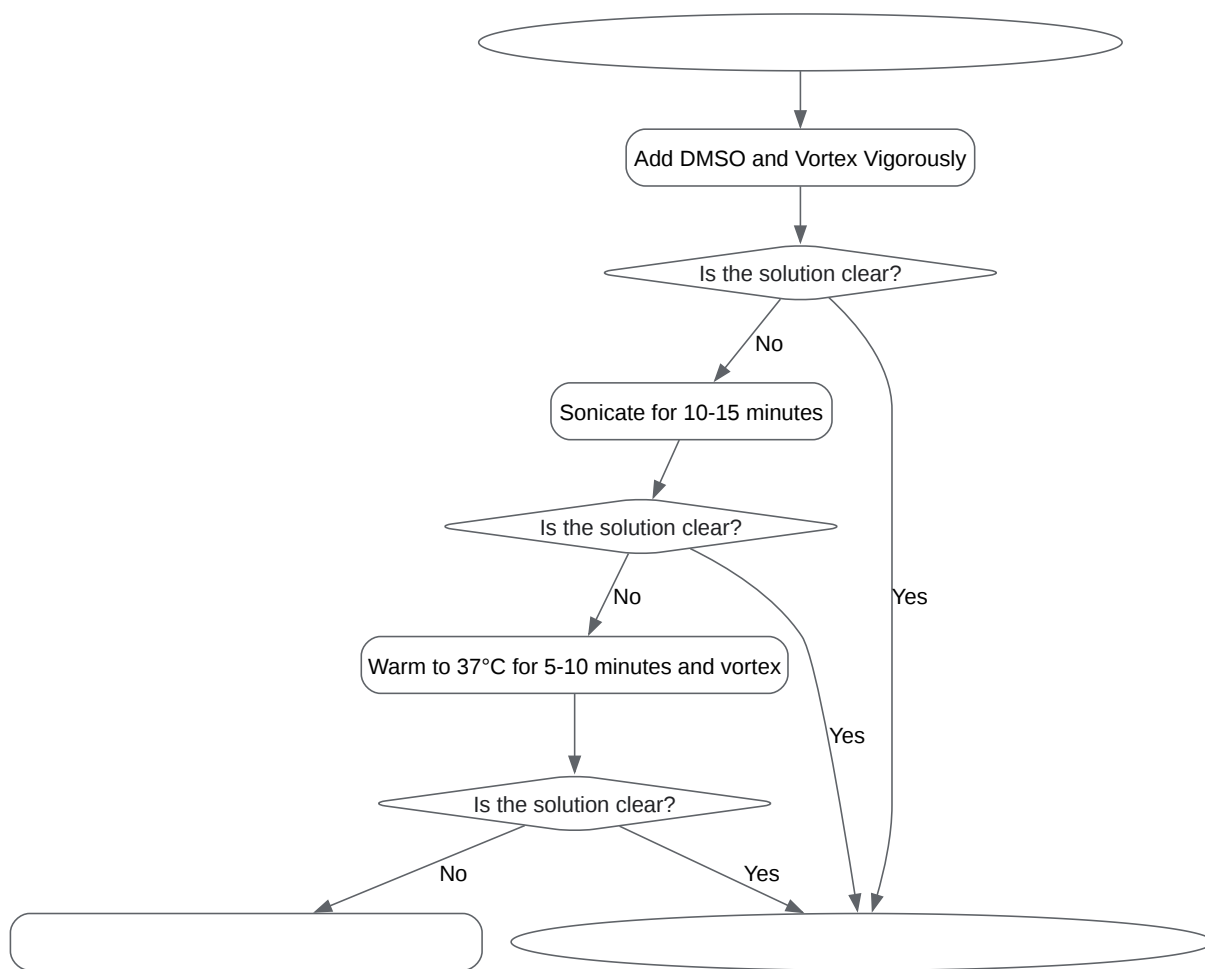 Add DMSO and Vortex Vigorously
Is the solution clear?
No
Sonicate for 10-15 minutes
Is the solution clear?
No
Yes
Warm to 37°C for 5-10 minutes and vortex
Yes
Is the solution clear?
No
Yes